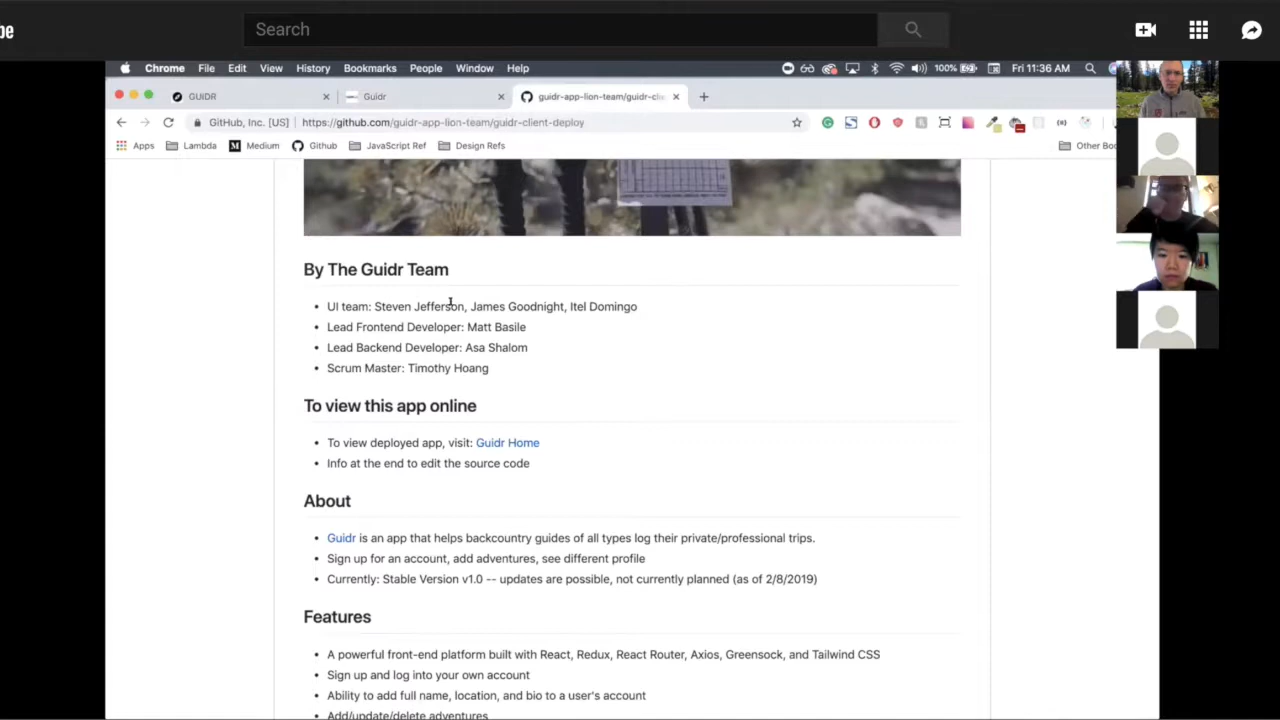 be
Search
Chrome File Edit View History Bookmarks People Window Help 100% Fri 11:36 AM
GUIDR Guidr guidr-app-lion-team/guidr-clie
GitHub, Inc. [US] https://github.com/guidr-app-lion-team/guidr-client-deploy
Apps Lambda Medium Github JavaScript Ref Design Refs Other Boo
By The Guidr Team
• UI team: Steven Jefferson, James Goodnight, Itel Domingo
• Lead Frontend Developer: Matt Basile
• Lead Backend Developer: Asa Shalom
• Scrum Master: Timothy Hoang
To view this app online
• To view deployed app, visit: Guidr Home
• Info at the end to edit the source code
About
• Guidr is an app that helps backcountry guides of all types log their private/professional trips.
• Sign up for an account, add adventures, see different profile
• Currently: Stable Version v1.0 -- updates are possible, not currently planned (as of 2/8/2019)
Features
• A powerful front-end platform built with React, Redux, React Router, Axios, Greensock, and Tailwind CSS
• Sign up and log into your own account
• Ability to add full name, location, and bio to a user's account
• Add/update/delete adventures